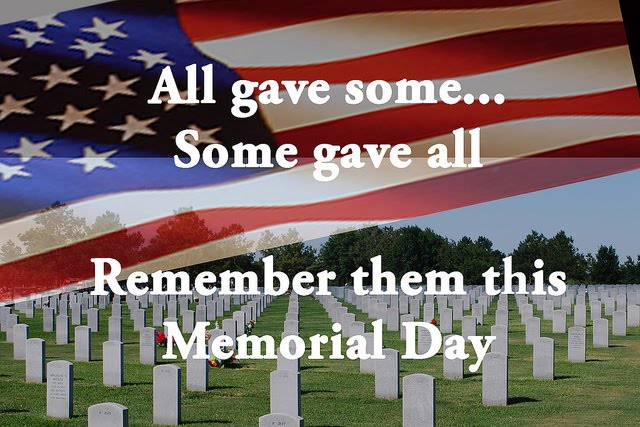 All gave some...
Some gave all
Remember them this
Memorial Day